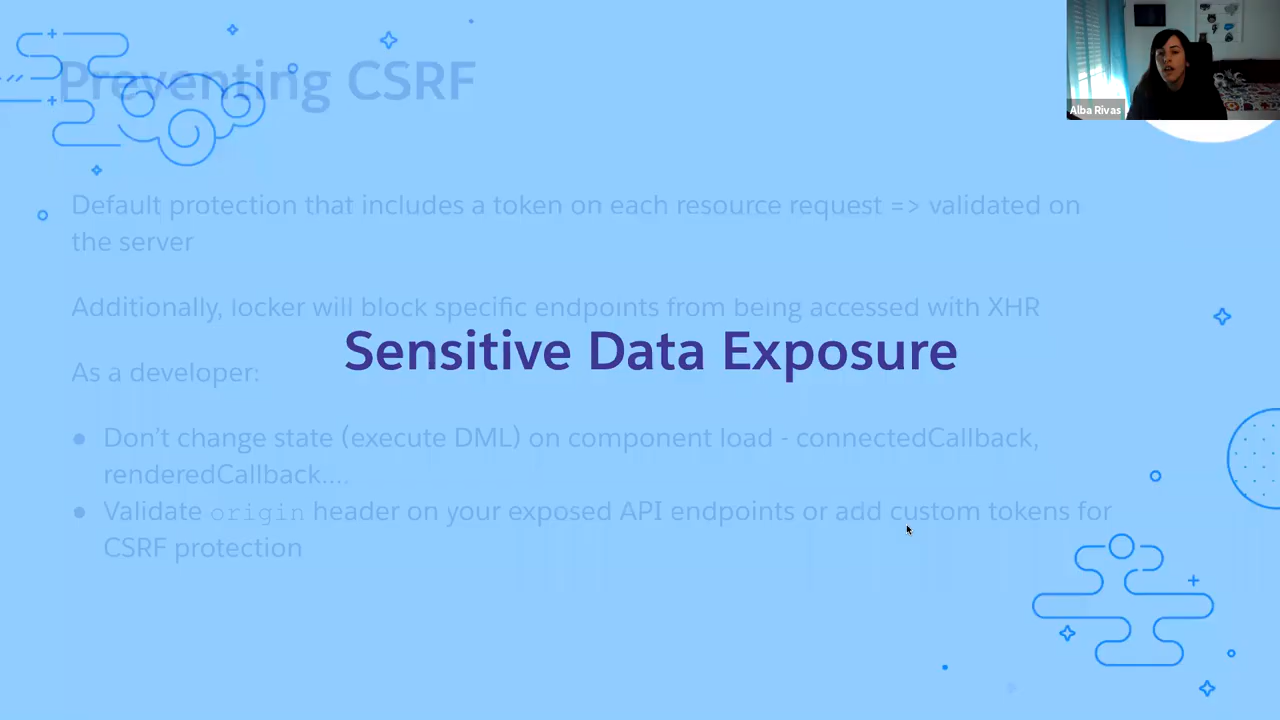 Preventing CSRF
Alba Rivas
Default protection that includes a token on each resource request => validated on
the server
Additionally, locker will block specific endpoints from being accessed with XHR
Sensitive Data Exposure
As a developer:
● Don't change state (execute DML) on component load - connectedCallback,
renderedCallback....
● Validate origin header on your exposed API endpoints or add custom tokens for
CSRF protection